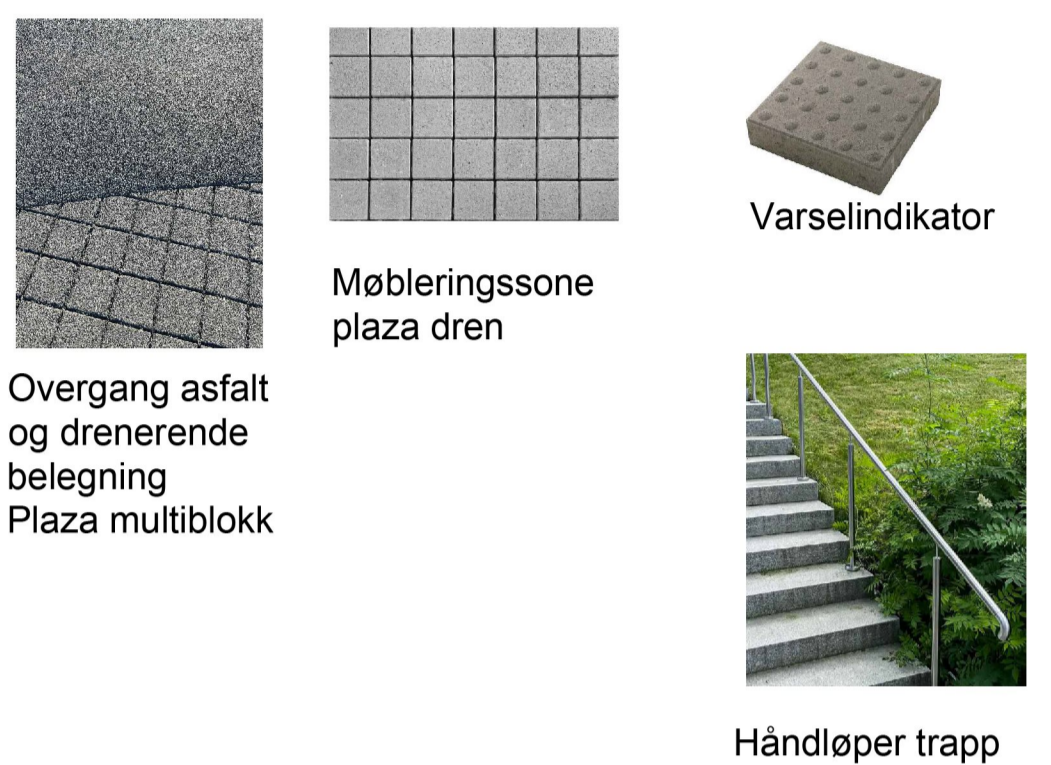 Overgang asfalt
og drenerende
belegning
Plaza multiblokk
Møbleringssone
plaza dren
Varselindikator
Håndløper trapp